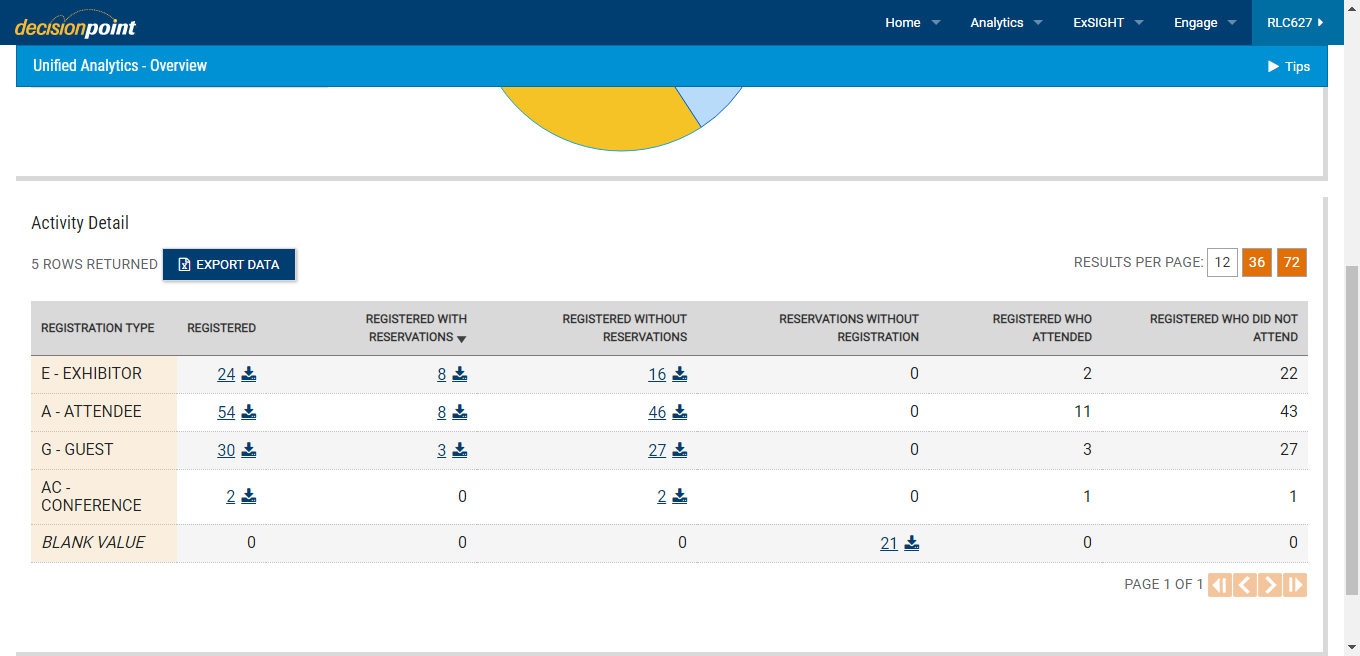 decisionpoint
Home Analytics ExSIGHT Engage RLC627
Unified Analytics - Overview Tips
Activity Detail
5 ROWS RETURNED EXPORT DATA RESULTS PER PAGE: 12 36 72
REGISTRATION TYPE REGISTERED REGISTERED WITH RESERVATIONS REGISTERED WITHOUT RESERVATIONS RESERVATIONS WITHOUT REGISTRATION REGISTERED WHO ATTENDED REGISTERED WHO DID NOT ATTEND
E - EXHIBITOR 24 8 16 0 2 22
A - ATTENDEE 54 8 46 0 11 43
G - GUEST 30 3 27 0 3 27
AC - CONFERENCE 2 0 2 0 1 1
BLANK VALUE 0 0 0 21 0 0
PAGE 1 OF 1